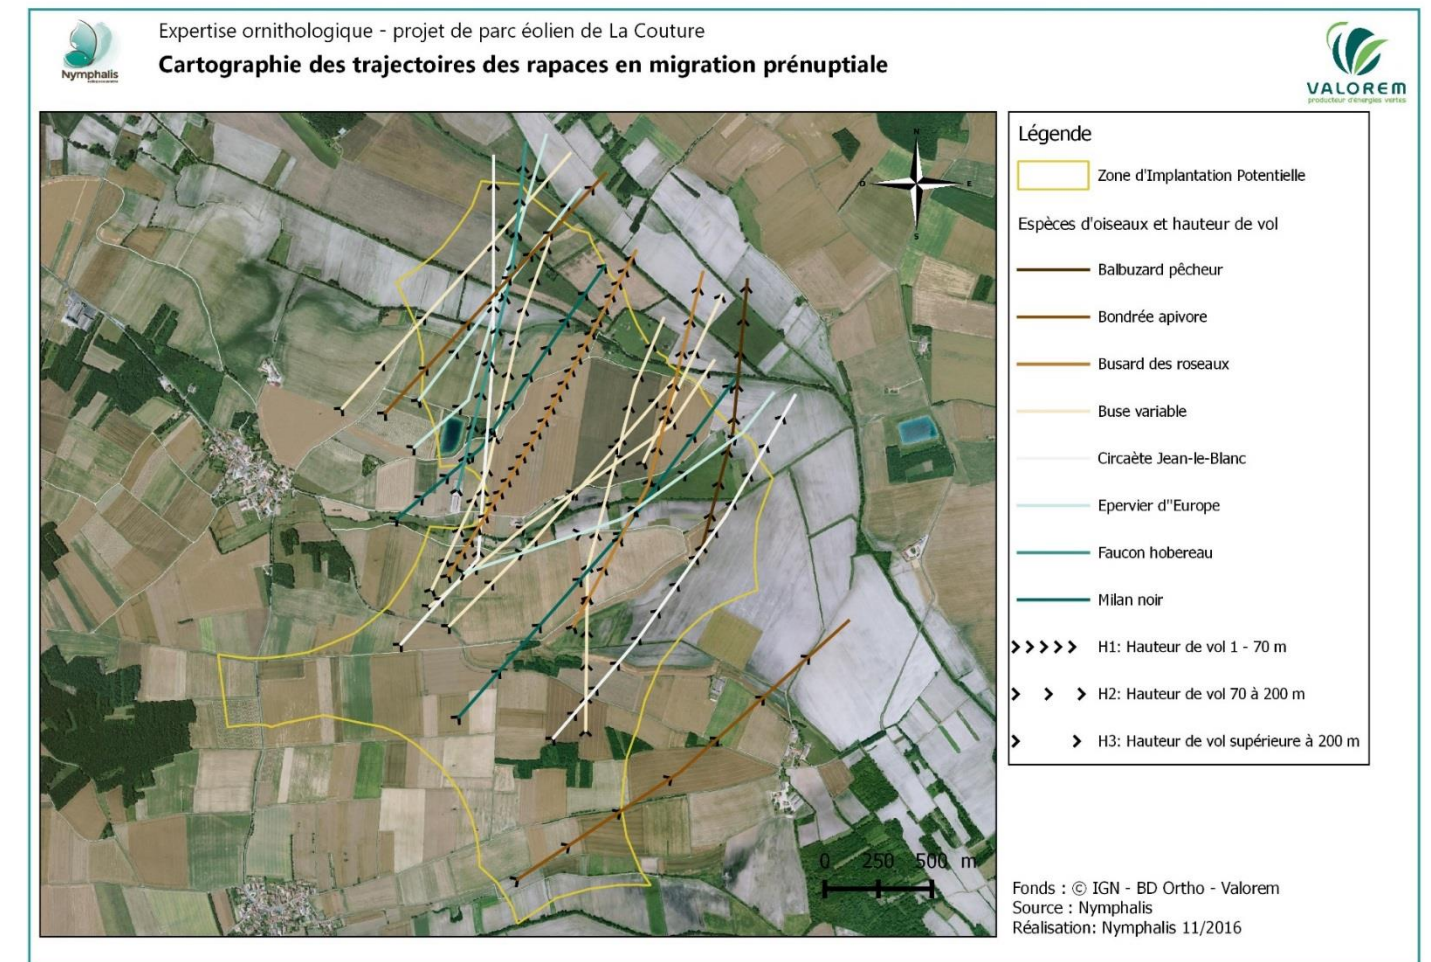 Expertise ornithologique - projet de parc éolien de La Couture
Cartographie des trajectoires des rapaces en migration prénuptiale
Nymphalis
VALOREM
producteur d'énergies vertes
N
O
E
S
0 250 500 m
Légende
Zone d'Implantation Potentielle
Espèces d'oiseaux et hauteur de vol
Balbuzard pêcheur
Bondrée apivore
Busard des roseaux
Buse variable
Circaète Jean-le-Blanc
Epervier d''Europe
Faucon hobereau
Milan noir
H1: Hauteur de vol 1 - 70 m
H2: Hauteur de vol 70 à 200 m
H3: Hauteur de vol supérieure à 200 m
Fonds : © IGN - BD Ortho - Valorem
Source : Nymphalis
Réalisation: Nymphalis 11/2016